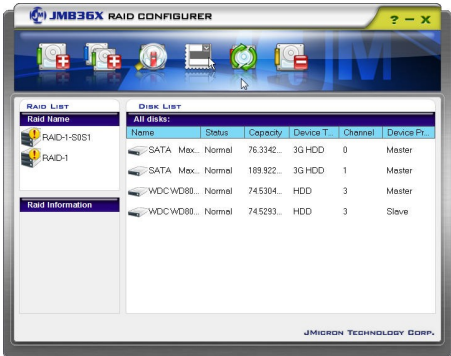 JMB36X RAID CONFIGURER
? – X
RAID LIST
Raid Name
RAID-1-S0S1
RAID-1
Raid Information
DISK LIST
All disks:
Name Status Capacity Device T... Channel Device Pr...
SATA Max... Normal 76.3342... 3G HDD 0 Master
SATA Max... Normal 189.922... 3G HDD 1 Master
WDC WD80... Normal 74.5304... HDD 3 Master
WDC WD80... Normal 74.5293... HDD 3 Slave
JMICRON TECHNOLOGY CORP.